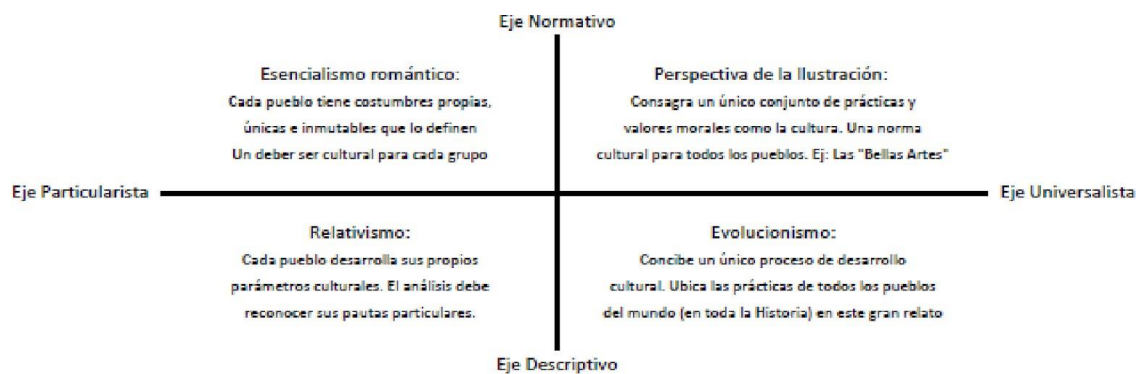 Eje Normativo
Esencialismo romántico:
Cada pueblo tiene costumbres propias,
únicas e inmutables que lo definen
Un deber ser cultural para cada grupo
Perspectiva de la Ilustración:
Consagra un único conjunto de prácticas y
valores morales como la cultura. Una norma
cultural para todos los pueblos. Ej: Las "Bellas Artes"
Eje Particularista
Eje Universalista
Relativismo:
Cada pueblo desarrolla sus propios
parámetros culturales. El análisis debe
reconocer sus pautas particulares.
Evolucionismo:
Concibe un único proceso de desarrollo
cultural. Ubica las prácticas de todos los pueblos
del mundo (en toda la Historia) en este gran relato
Eje Descriptivo